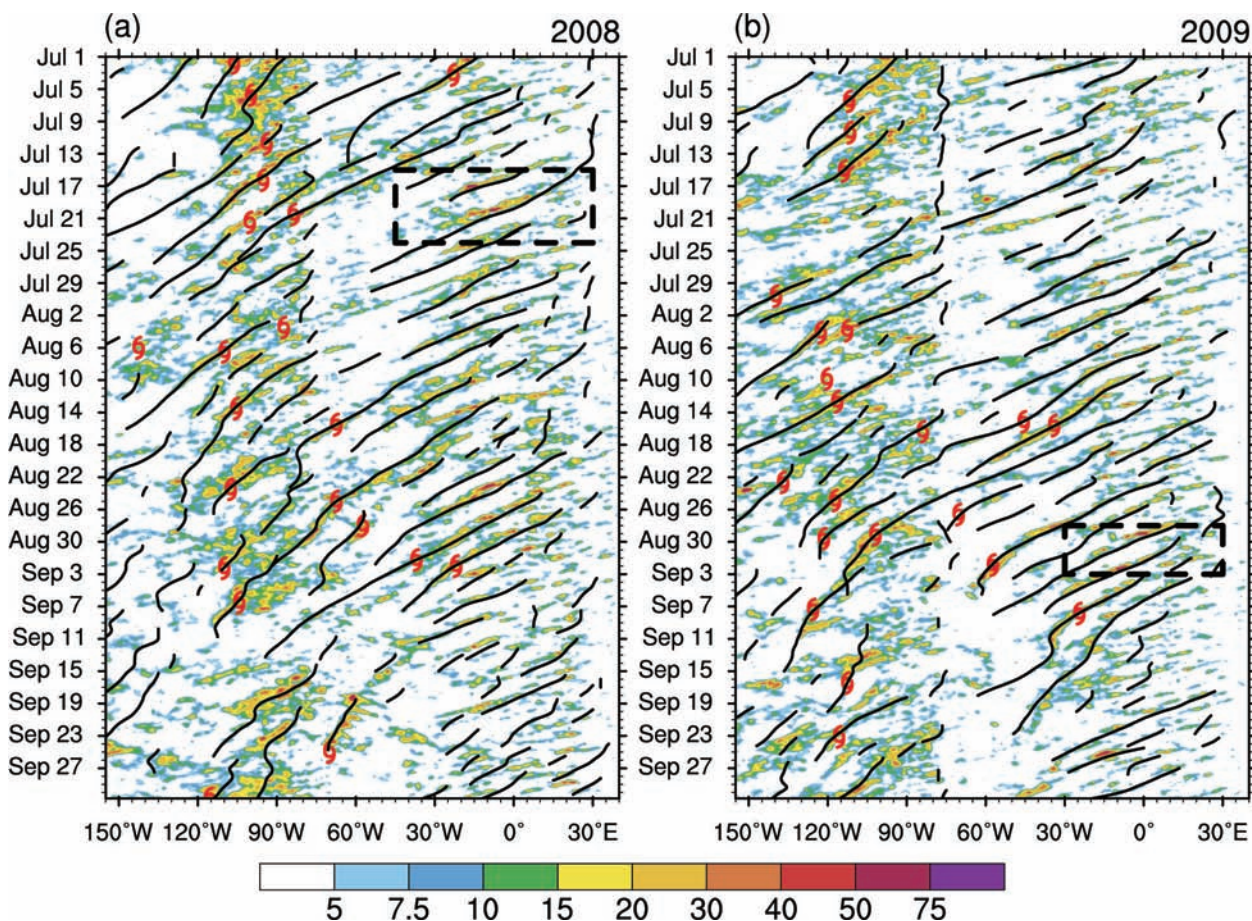 (a) 2008
(b) 2009
Jul 1
Jul 5
Jul 9
Jul 13
Jul 17
Jul 21
Jul 25
Jul 29
Aug 2
Aug 6
Aug 10
Aug 14
Aug 18
Aug 22
Aug 26
Aug 30
Sep 3
Sep 7
Sep 11
Sep 15
Sep 19
Sep 23
Sep 27
150°W 120°W 90°W 60°W 30°W 0° 30°E
Jul 1
Jul 5
Jul 9
Jul 13
Jul 17
Jul 21
Jul 25
Jul 29
Aug 2
Aug 6
Aug 10
Aug 14
Aug 18
Aug 22
Aug 26
Aug 30
Sep 3
Sep 7
Sep 11
Sep 15
Sep 19
Sep 23
Sep 27
150°W 120°W 90°W 60°W 30°W 0° 30°E
5 7.5 10 15 20 30 40 50 75